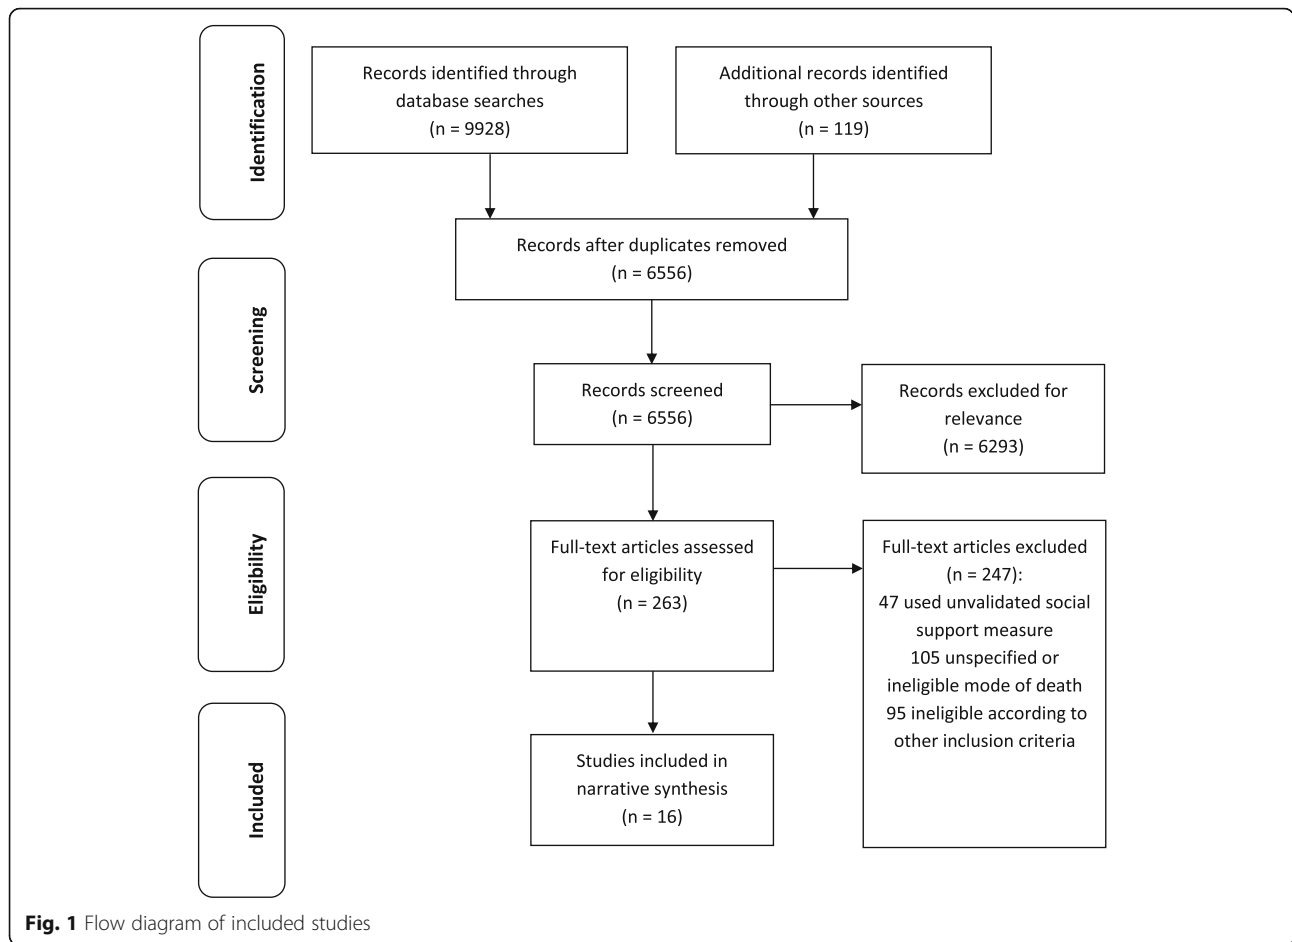 Identification
Records identified through
database searches
(n = 9928)
Additional records identified
through other sources
(n = 119)
Records after duplicates removed
(n = 6556)
Screening
Records screened
(n = 6556)
Records excluded for
relevance
(n = 6293)
Eligibility
Full-text articles assessed
for eligibility
(n = 263)
Full-text articles excluded
(n = 247):
47 used unvalidated social
support measure
105 unspecified or
ineligible mode of death
95 ineligible according to
other inclusion criteria
Included
Studies included in
narrative synthesis
(n = 16)
Fig. 1 Flow diagram of included studies